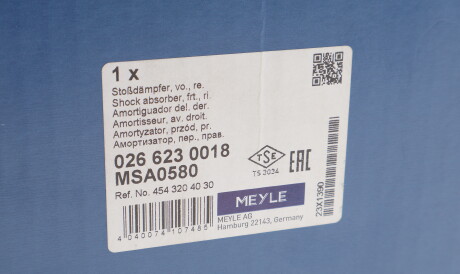 1 x
Stoßdämpfer, vo., re.
Shock absorber, frt., ri.
Amortiguador del. der.
Amortisseur, av. droit.
Amortyzator, przód, pr.
Амортизатор, пер., прав.
026 623 0018
MSA0580
Ref. No. 454 320 40 30
TSE
TS 3034
EAC
MEYLE
MEYLE AG
Hamburg 22143, Germany
4 040074 107485
23X1390